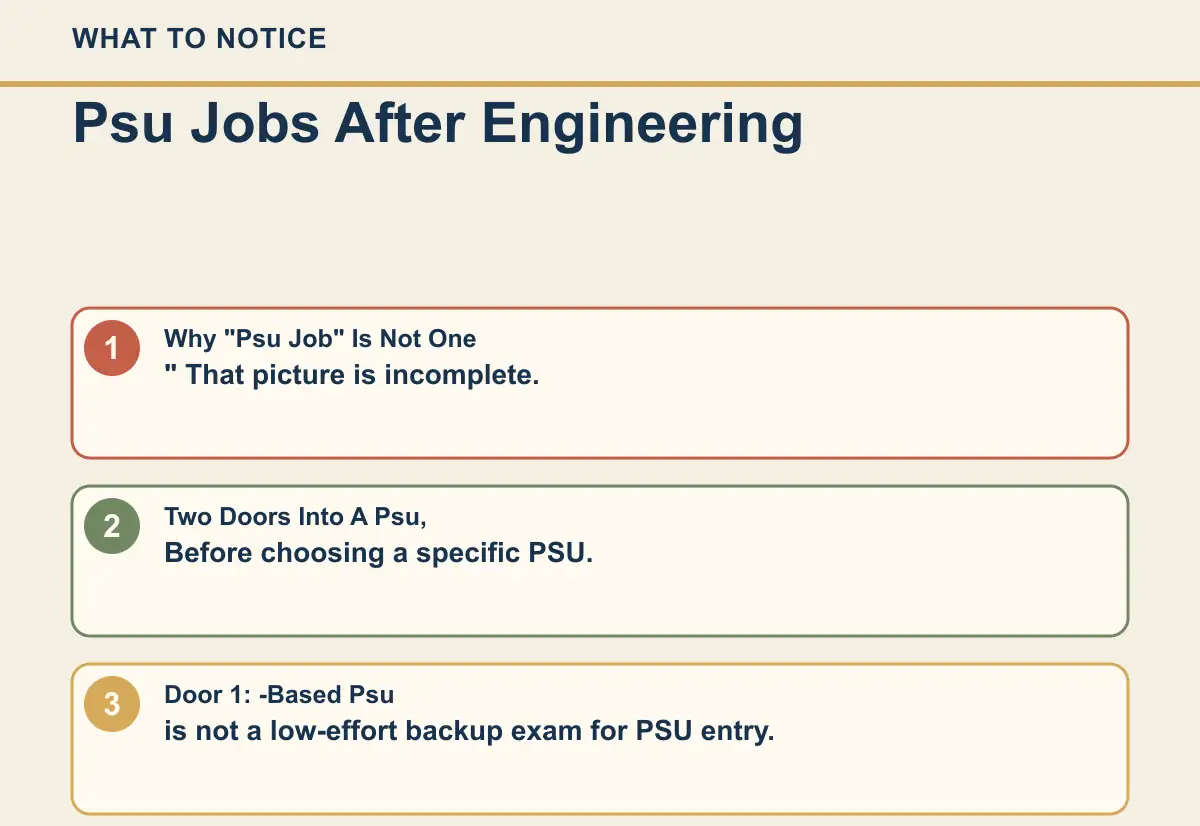 WHAT TO NOTICE
Psu Jobs After Engineering
1
Why "Psu Job" Is Not One
" That picture is incomplete.
2
Two Doors Into A Psu,
Before choosing a specific PSU.
3
Door 1: -Based Psu
is not a low-effort backup exam for PSU entry.